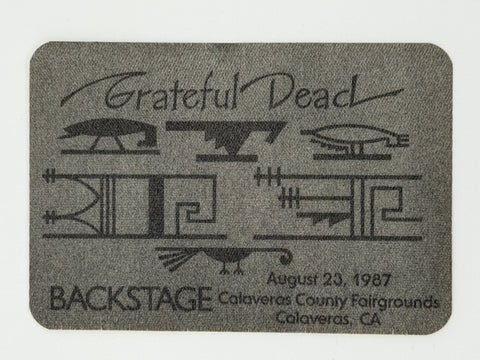 Grateful Dead
August 23, 1987
BACKSTAGE Calaveras County Fairgrounds
Calaveras, CA